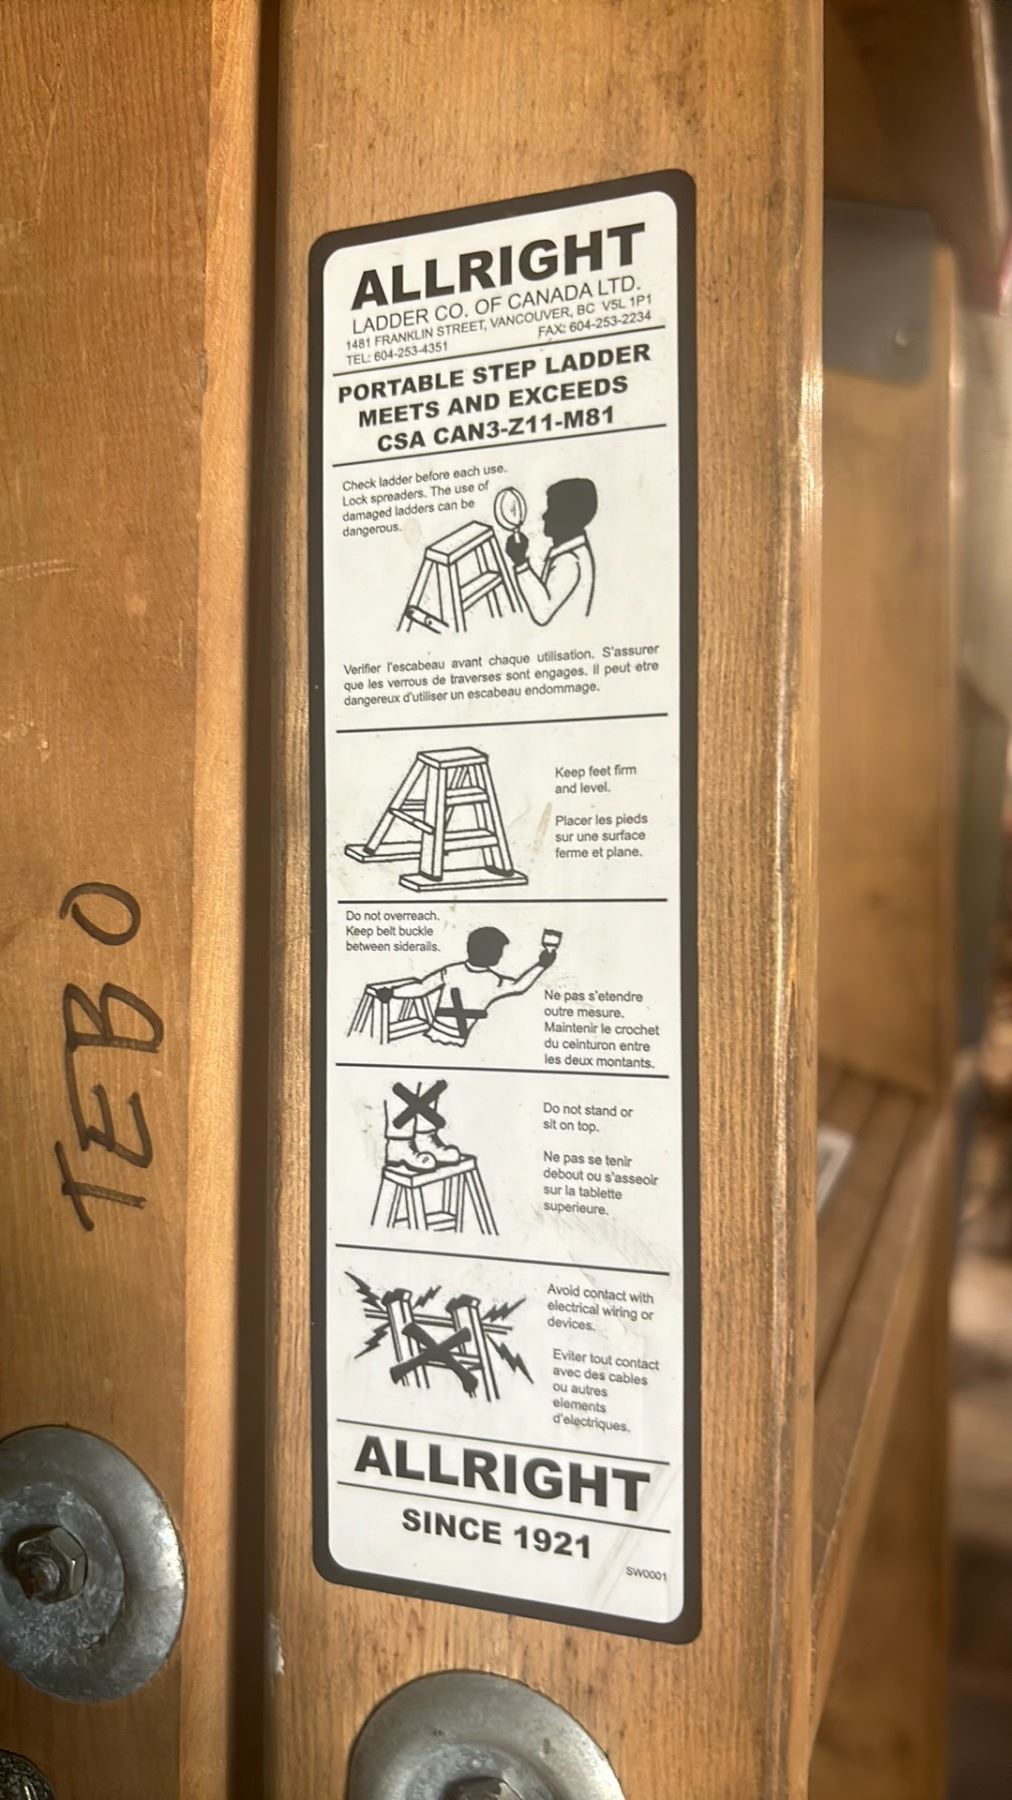 ALLRIGHT
LADDER CO. OF CANADA LTD.
1481 FRANKLIN STREET, VANCOUVER, BC V5L 1P1
TEL: 604-253-4351 FAX: 604-253-2234
PORTABLE STEP LADDER
MEETS AND EXCEEDS
CSA CAN3-Z11-M81
Check ladder before each use.
Lock spreaders. The use of
damaged ladders can be
dangerous.
Verifier l'escabeau avant chaque utilisation. S'assurer
que les verrous de traverses sont engages. Il peut etre
dangereux d'utiliser un escabeau endommage.
Keep feet firm
and level.
Placer les pieds
sur une surface
ferme et plane.
Do not overreach.
Keep belt buckle
between siderails.
Ne pas s'etendre
outre mesure.
Maintenir le crochet
du ceinturon entre
les deux montants.
Do not stand or
sit on top.
Ne pas se tenir
debout ou s'asseoir
sur la tablette
superieure.
Avoid contact with
electrical wiring or
devices.
Eviter tout contact
avec des cables
ou autres
elements
d'electriques.
ALLRIGHT
SINCE 1921
SW0001
TEBO